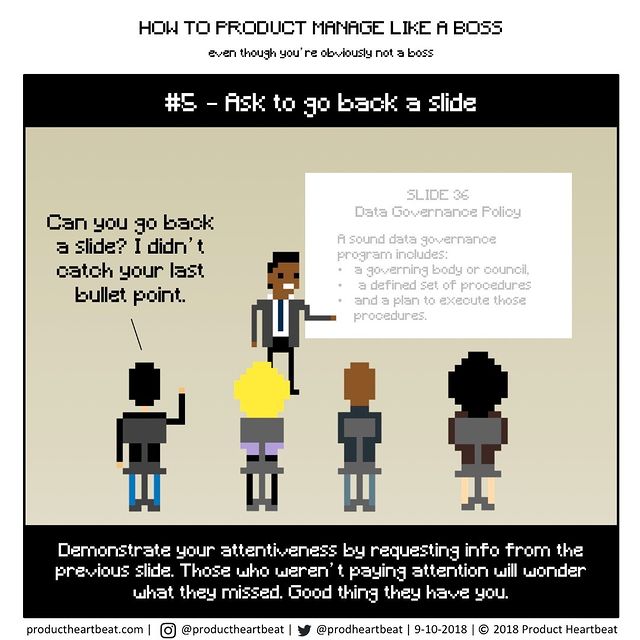 HOW TO PRODUCT MANAGE LIKE A BOSS
even though you're obviously not a boss
#5 - Ask to go back a slide
Can you go back
a slide? I didn't
catch your last
bullet point.
SLIDE 36
Data Governance Policy
A sound data governance
program includes:
• a governing body or council,
• a defined set of procedures
• and a plan to execute those
procedures.
Demonstrate your attentiveness by requesting info from the
previous slide. Those who weren't paying attention will wonder
what they missed. Good thing they have you.
productheartbeat.com | @productheartbeat | @prodheartbeat | 9-10-2018 | © 2018 Product Heartbeat